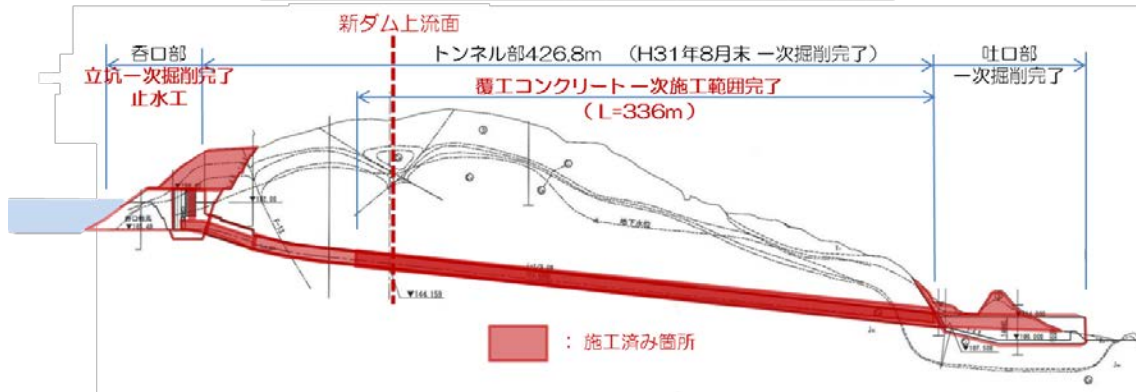 新ダム上流面
呑口部
立坑一次掘削完了
止水工
トンネル部426.8m （H31年8月末 一次掘削完了）
吐口部
一次掘削完了
覆工コンクリート一次施工範囲完了
（L=336m）
地下水位
▼144.150
： 施工済み箇所